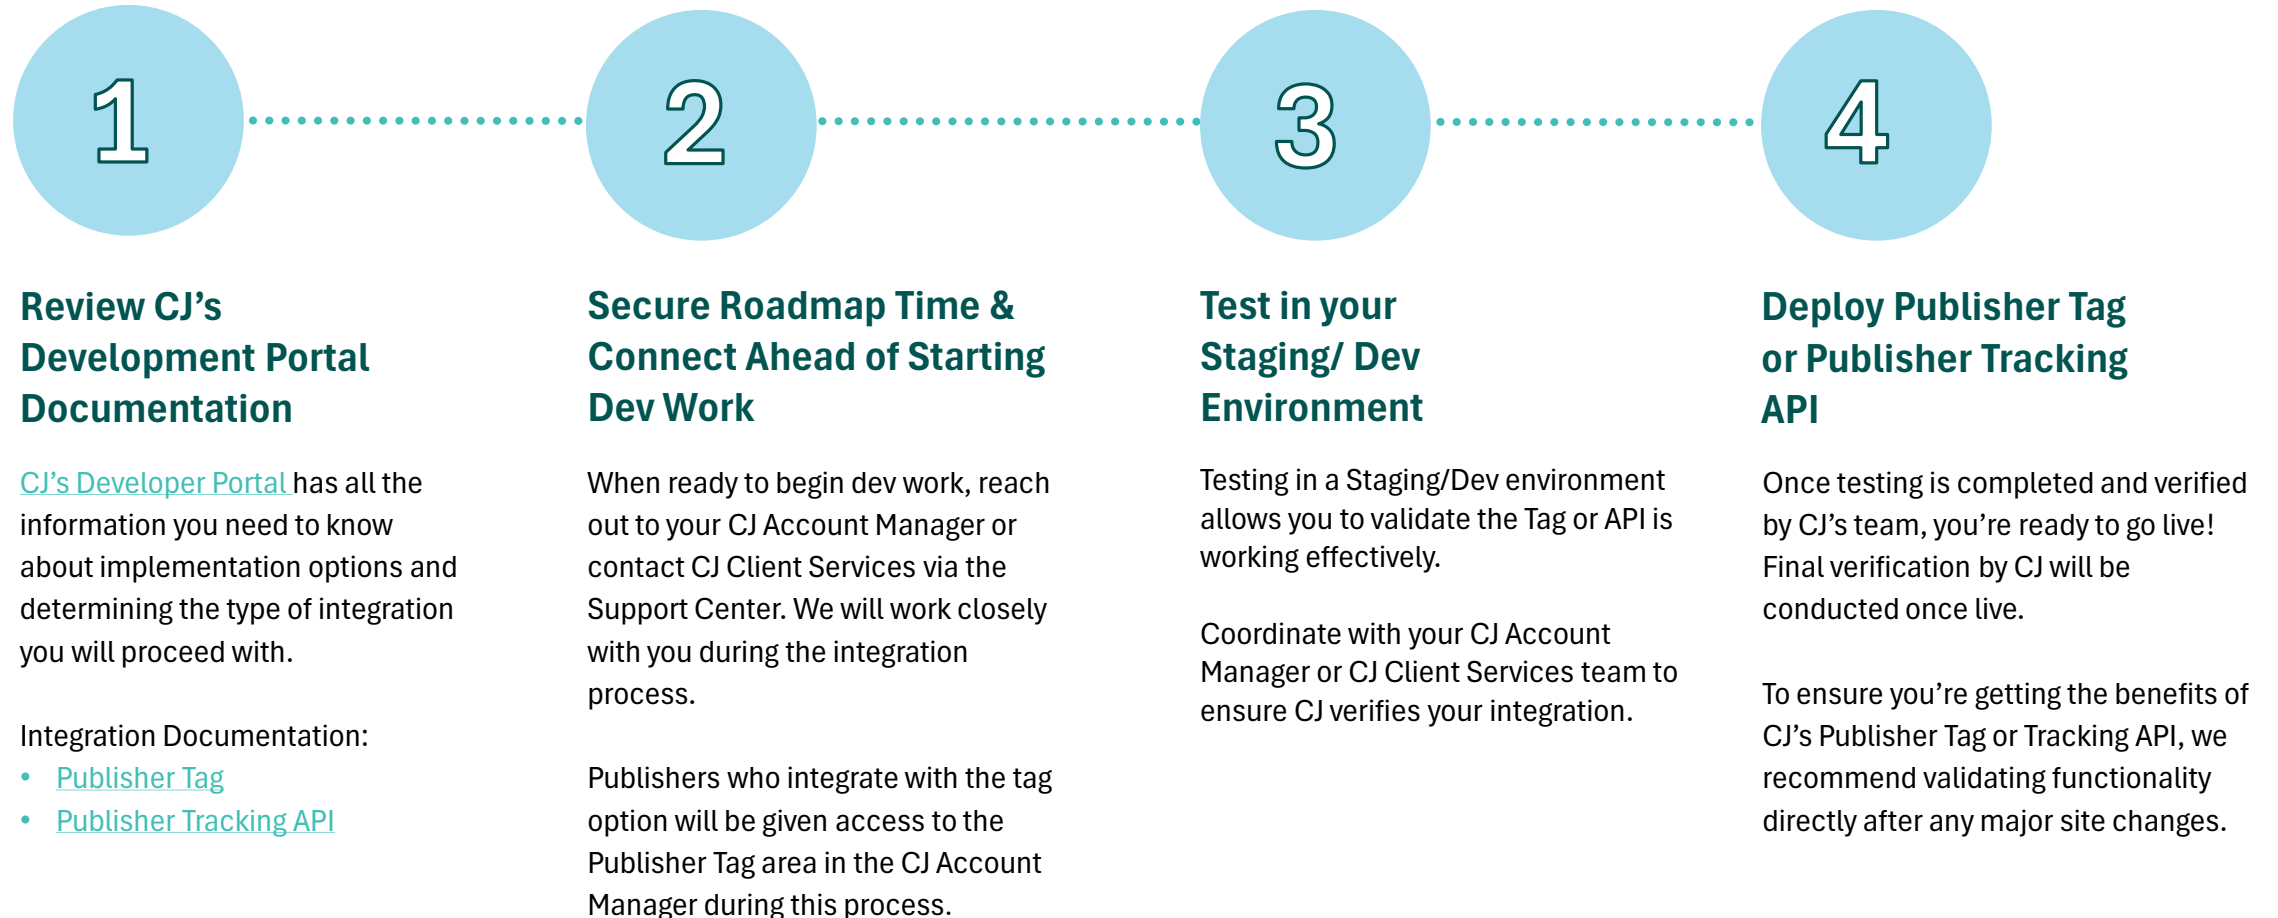 1
2
3
4
Review CJ’s
Development Portal
Documentation
CJ’s Developer Portal has all the
information you need to know
about implementation options and
determining the type of integration
you will proceed with.
Integration Documentation:
• Publisher Tag
• Publisher Tracking API
Secure Roadmap Time &
Connect Ahead of Starting
Dev Work
When ready to begin dev work, reach
out to your CJ Account Manager or
contact CJ Client Services via the
Support Center. We will work closely
with you during the integration
process.
Publishers who integrate with the tag
option will be given access to the
Publisher Tag area in the CJ Account
Manager during this process.
Test in your
Staging/ Dev
Environment
Testing in a Staging/Dev environment
allows you to validate the Tag or API is
working effectively.
Coordinate with your CJ Account
Manager or CJ Client Services team to
ensure CJ verifies your integration.
Deploy Publisher Tag
or Publisher Tracking
API
Once testing is completed and verified
by CJ’s team, you’re ready to go live!
Final verification by CJ will be
conducted once live.
To ensure you’re getting the benefits of
CJ’s Publisher Tag or Tracking API, we
recommend validating functionality
directly after any major site changes.